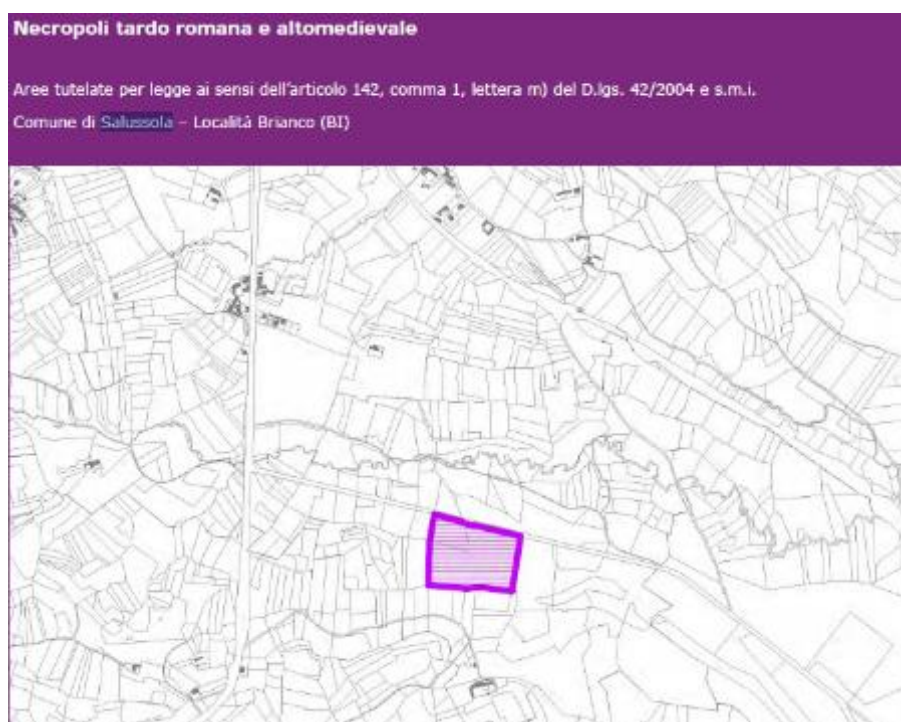 Necropoli tardo romana e altomedievale
Aree tutelate per legge ai sensi dell'articolo 142, comma 1, lettera m) del D.lgs. 42/2004 e s.m.i.
Comune di Salussola – Località Brianco (BI)